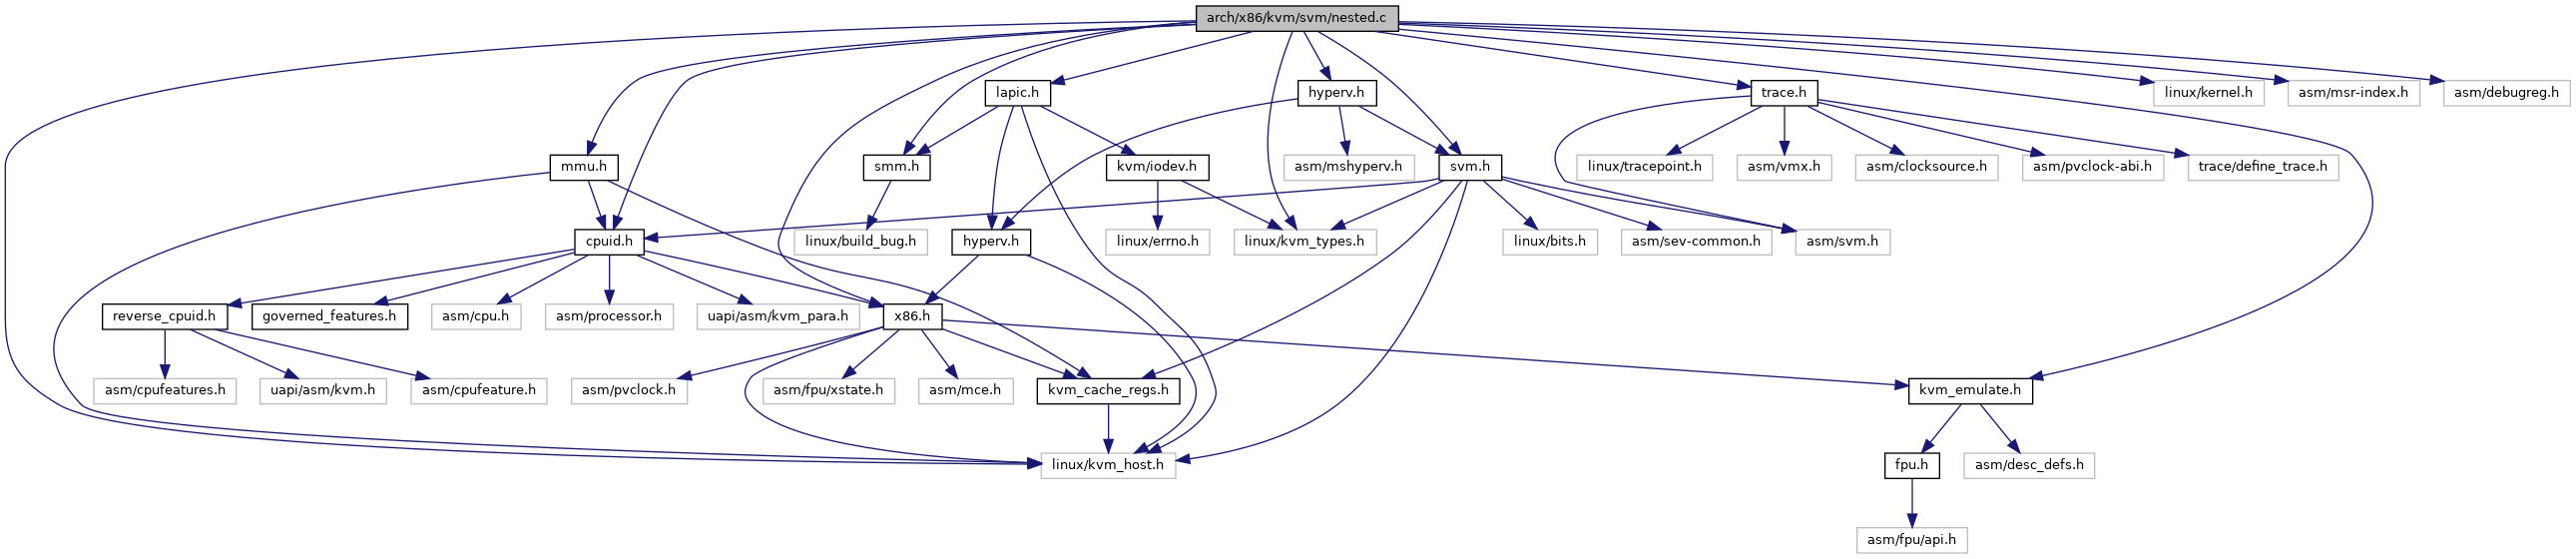 arch/x86/kvm/svm/nested.c
lapic.h
hyperv.h
trace.h
linux/kernel.h
asm/msr-index.h
asm/debugreg.h
mmu.h
smm.h
kvm/iodev.h
asm/mshyperv.h
svm.h
linux/tracepoint.h
asm/vmx.h
asm/clocksource.h
asm/pvclock-abi.h
trace/define_trace.h
cpuid.h
linux/build_bug.h
hyperv.h
linux/errno.h
linux/kvm_types.h
linux/bits.h
asm/sev-common.h
asm/svm.h
reverse_cpuid.h
governed_features.h
asm/cpu.h
asm/processor.h
uapi/asm/kvm_para.h
x86.h
asm/cpufeatures.h
uapi/asm/kvm.h
asm/cpufeature.h
asm/pvclock.h
asm/fpu/xstate.h
asm/mce.h
kvm_cache_regs.h
kvm_emulate.h
linux/kvm_host.h
fpu.h
asm/desc_defs.h
asm/fpu/api.h